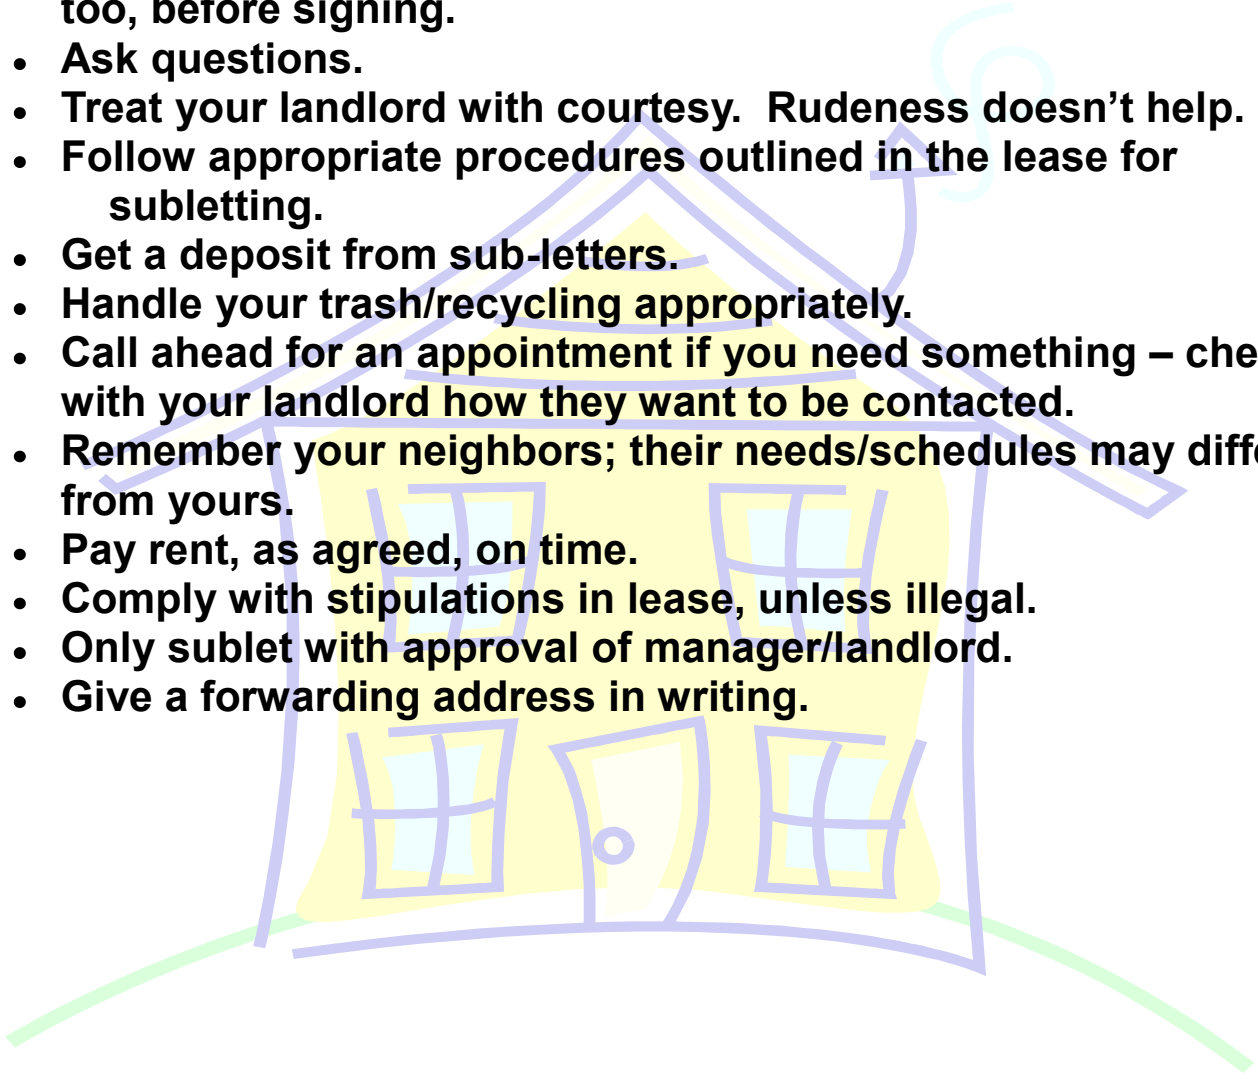 too, before signing.
• Ask questions.
• Treat your landlord with courtesy.  Rudeness doesn’t help.
• Follow appropriate procedures outlined in the lease for
subletting.
• Get a deposit from sub-letters.
• Handle your trash/recycling appropriately.
• Call ahead for an appointment if you need something – che
with your landlord how they want to be contacted.
• Remember your neighbors; their needs/schedules may diff
from yours.
• Pay rent, as agreed, on time.
• Comply with stipulations in lease, unless illegal.
• Only sublet with approval of manager/landlord.
• Give a forwarding address in writing.